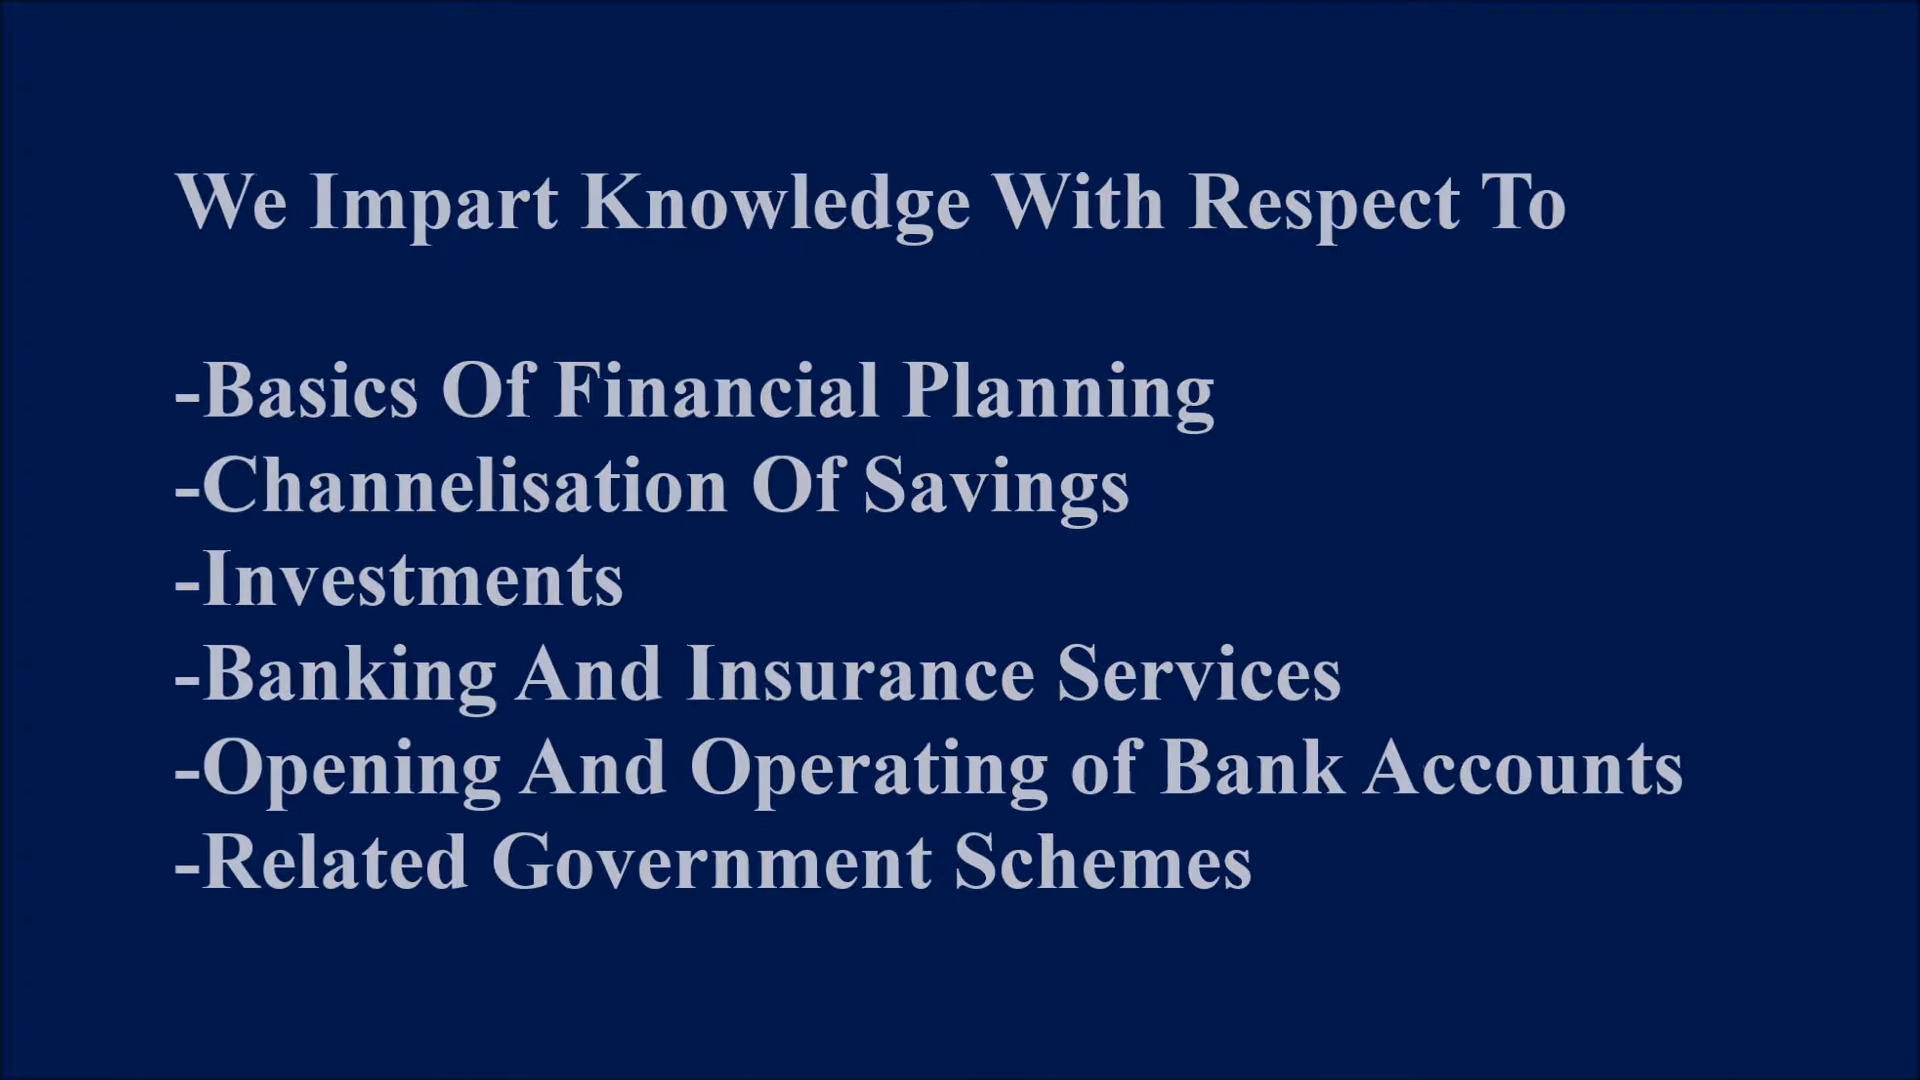 We Impart Knowledge With Respect To
-Basics Of Financial Planning
-Channelisation Of Savings
-Investments
-Banking And Insurance Services
-Opening And Operating of Bank Accounts
-Related Government Schemes